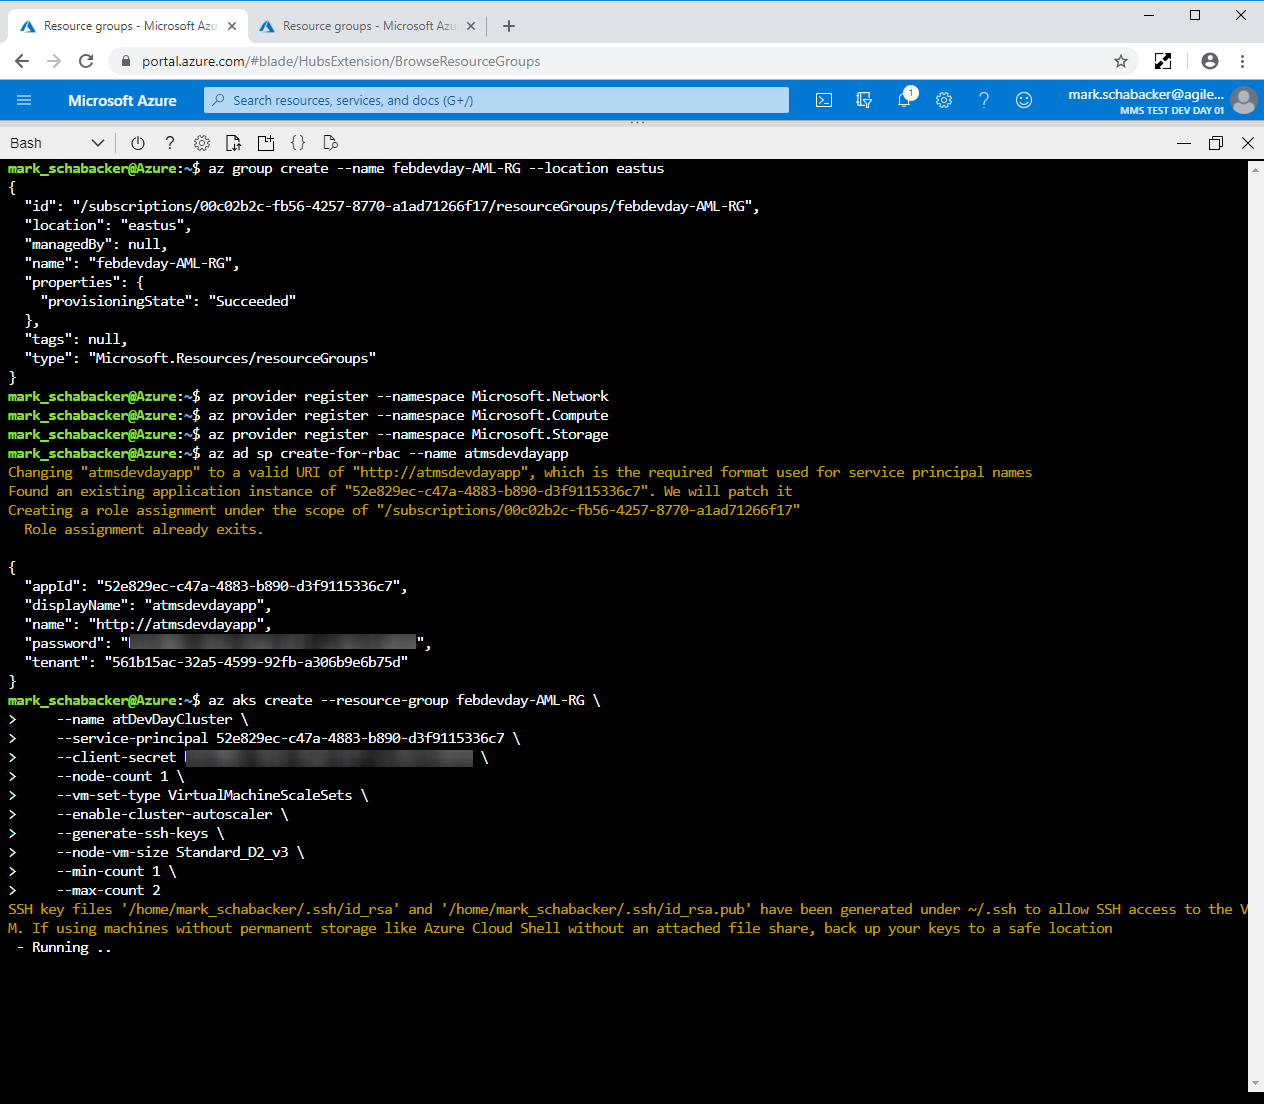 Resource groups - Microsoft Azu
Resource groups - Microsoft Azu
portal.azure.com/#blade/HubsExtension/BrowseResourceGroups
Microsoft Azure
Search resources, services, and docs (G+/)
1
mark.schabacker@agile...
MMS TEST DEV DAY 01
Bash
mark_schabacker@Azure:~$ az group create --name febdevday-AML-RG --location eastus
{
  "id": "/subscriptions/00c02b2c-fb56-4257-8770-a1ad71266f17/resourceGroups/febdevday-AML-RG",
  "location": "eastus",
  "managedBy": null,
  "name": "febdevday-AML-RG",
  "properties": {
    "provisioningState": "Succeeded"
  },
  "tags": null,
  "type": "Microsoft.Resources/resourceGroups"
}
mark_schabacker@Azure:~$ az provider register --namespace Microsoft.Network
mark_schabacker@Azure:~$ az provider register --namespace Microsoft.Compute
mark_schabacker@Azure:~$ az provider register --namespace Microsoft.Storage
mark_schabacker@Azure:~$ az ad sp create-for-rbac --name atmsdevdayapp
Changing "atmsdevdayapp" to a valid URI of "http://atmsdevdayapp", which is the required format used for service principal names
Found an existing application instance of "52e829ec-c47a-4883-b890-d3f9115336c7". We will patch it
Creating a role assignment under the scope of "/subscriptions/00c02b2c-fb56-4257-8770-a1ad71266f17"
  Role assignment already exits.
{
  "appId": "52e829ec-c47a-4883-b890-d3f9115336c7",
  "displayName": "atmsdevdayapp",
  "name": "http://atmsdevdayapp",
  "password": "",
  "tenant": "561b15ac-32a5-4599-92fb-a306b9e6b75d"
}
mark_schabacker@Azure:~$ az aks create --resource-group febdevday-AML-RG \
>     --name atDevDayCluster \
>     --service-principal 52e829ec-c47a-4883-b890-d3f9115336c7 \
>     --client-secret \
>     --node-count 1 \
>     --vm-set-type VirtualMachineScaleSets \
>     --enable-cluster-autoscaler \
>     --generate-ssh-keys \
>     --node-vm-size Standard_D2_v3 \
>     --min-count 1 \
>     --max-count 2
SSH key files '/home/mark_schabacker/.ssh/id_rsa' and '/home/mark_schabacker/.ssh/id_rsa.pub' have been generated under ~/.ssh to allow SSH access to the V
M. If using machines without permanent storage like Azure Cloud Shell without an attached file share, back up your keys to a safe location
 - Running ..